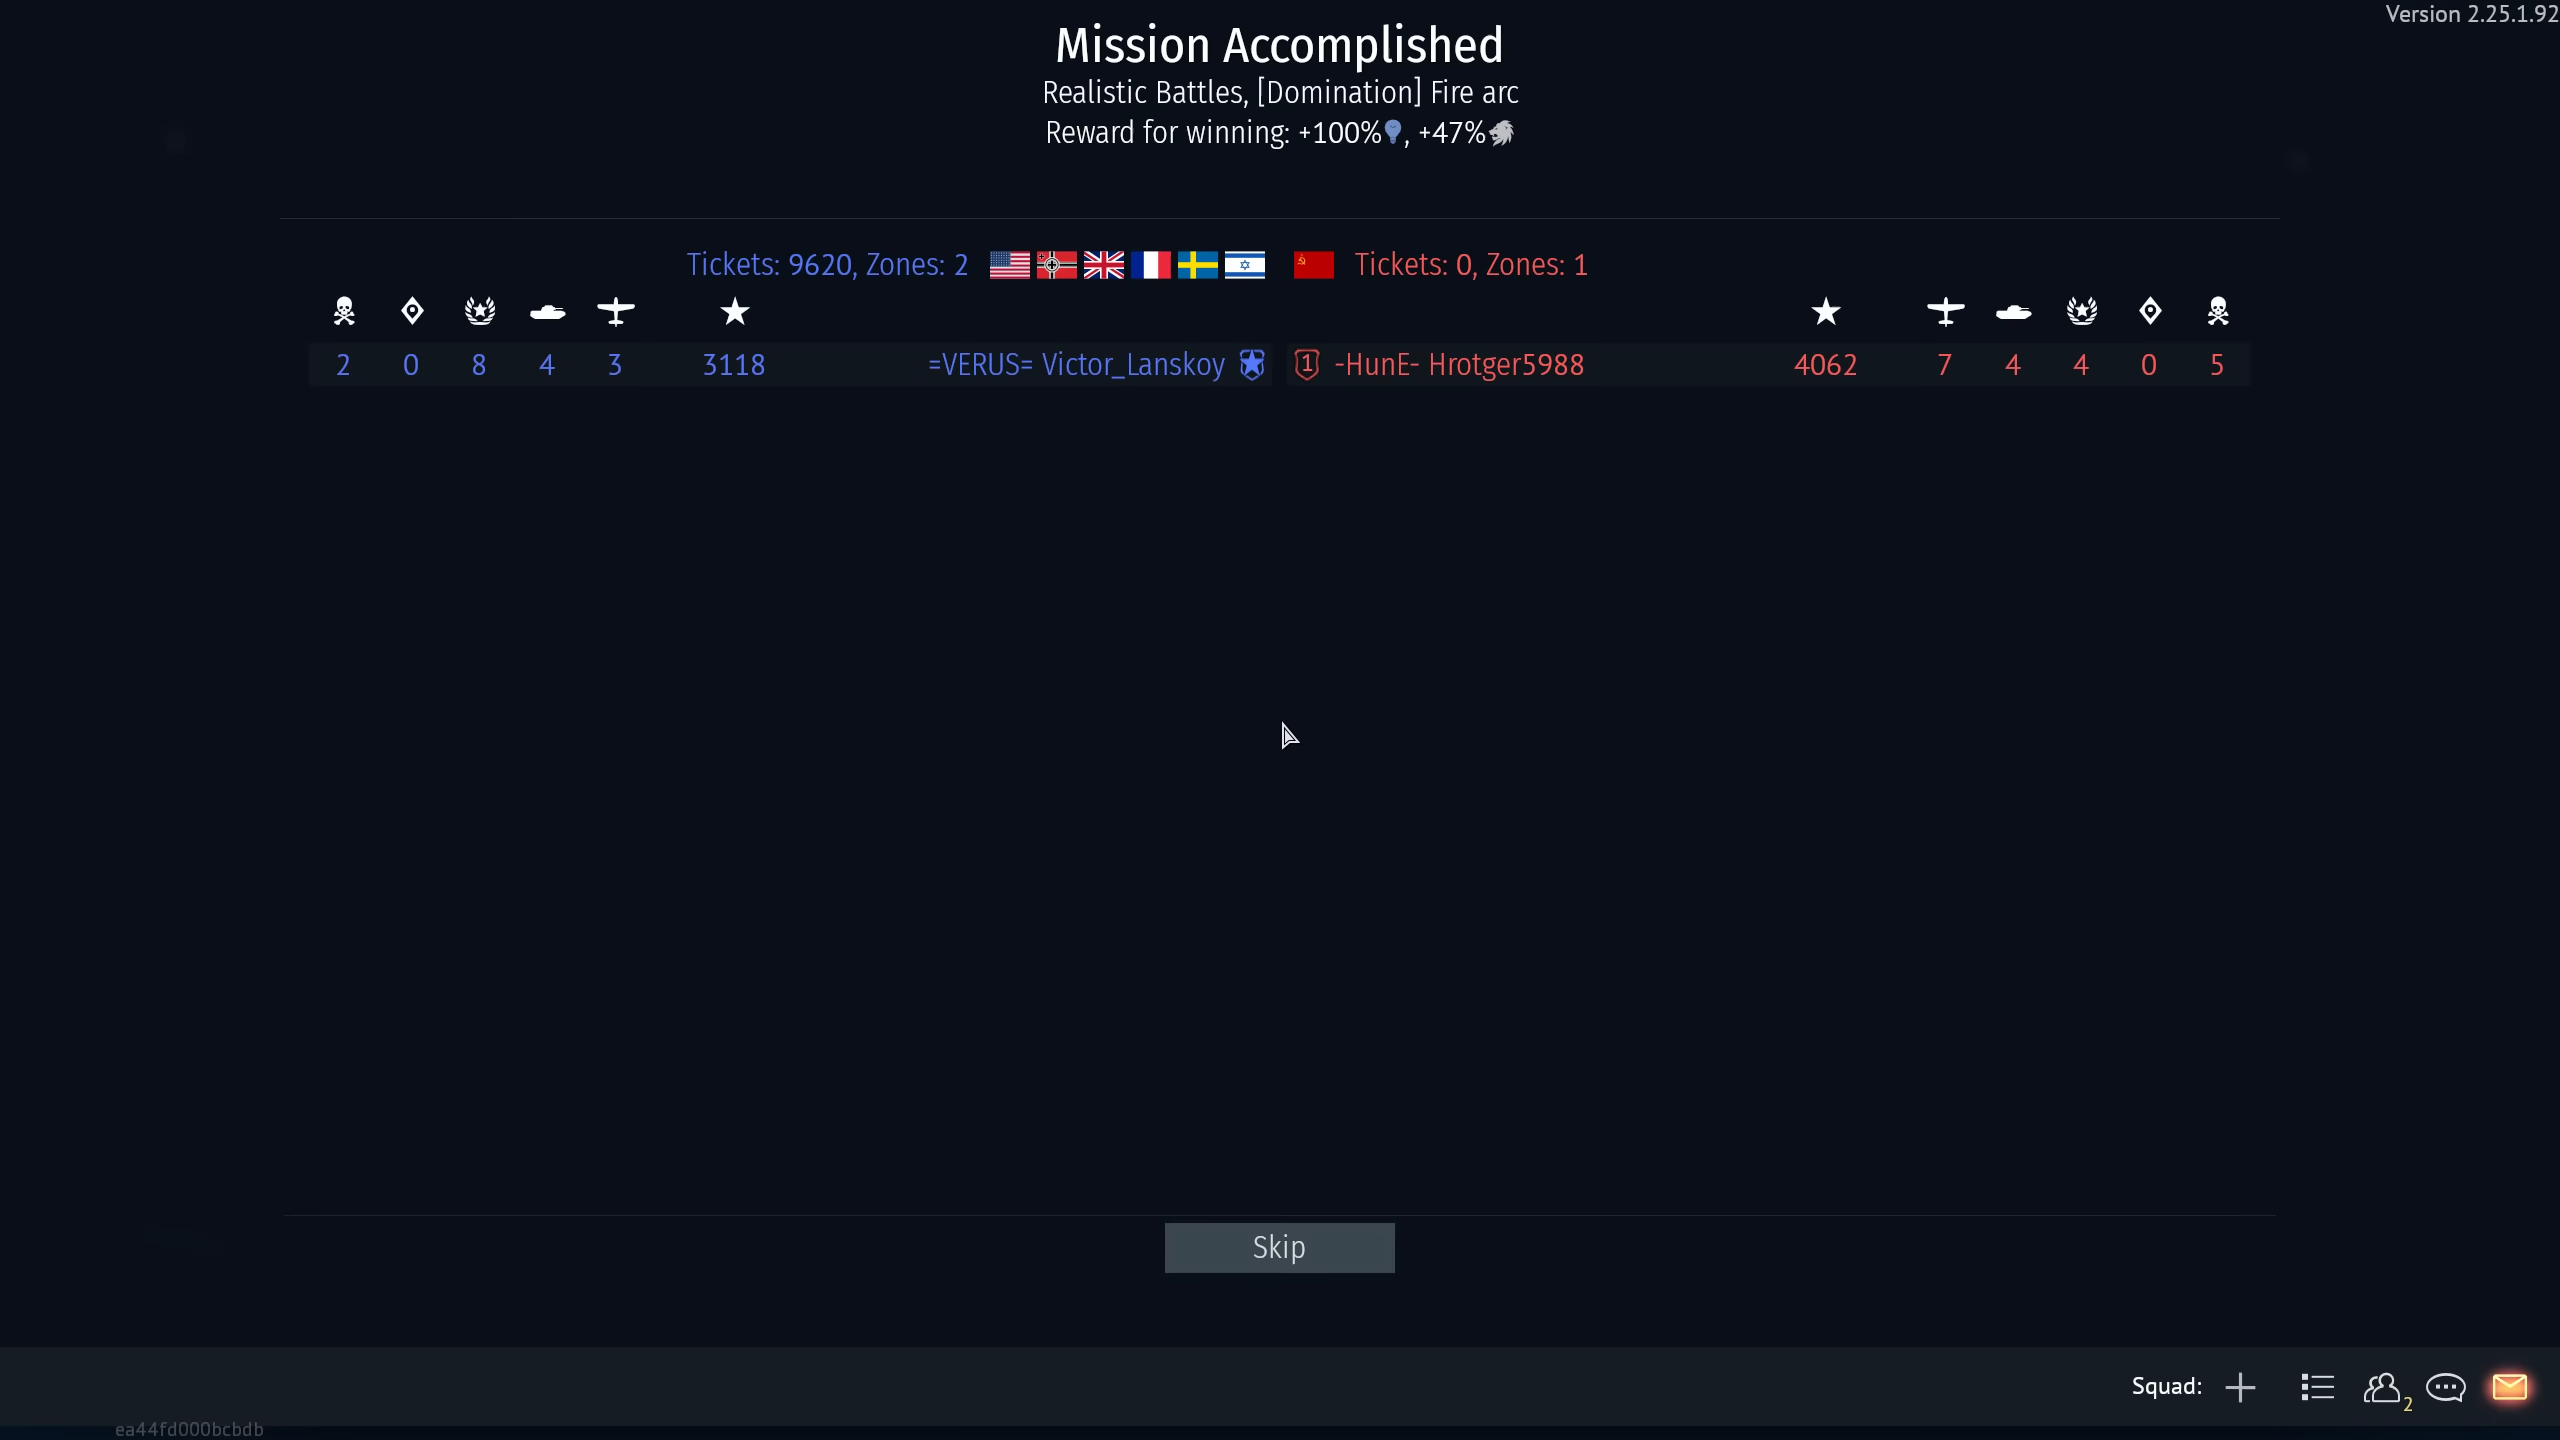 Version 2.25.1.92
Mission Accomplished
Realistic Battles, [Domination] Fire arc
Reward for winning: +100%, +47%
Tickets: 9620, Zones: 2 Tickets: 0, Zones: 1
2 0 8 4 3 3118 =VERUS= Victor_Lanskoy 1 -HunE- Hrotger5988 4062 7 4 4 0 5
Skip
Squad: 2
ea44fd000bcbdb